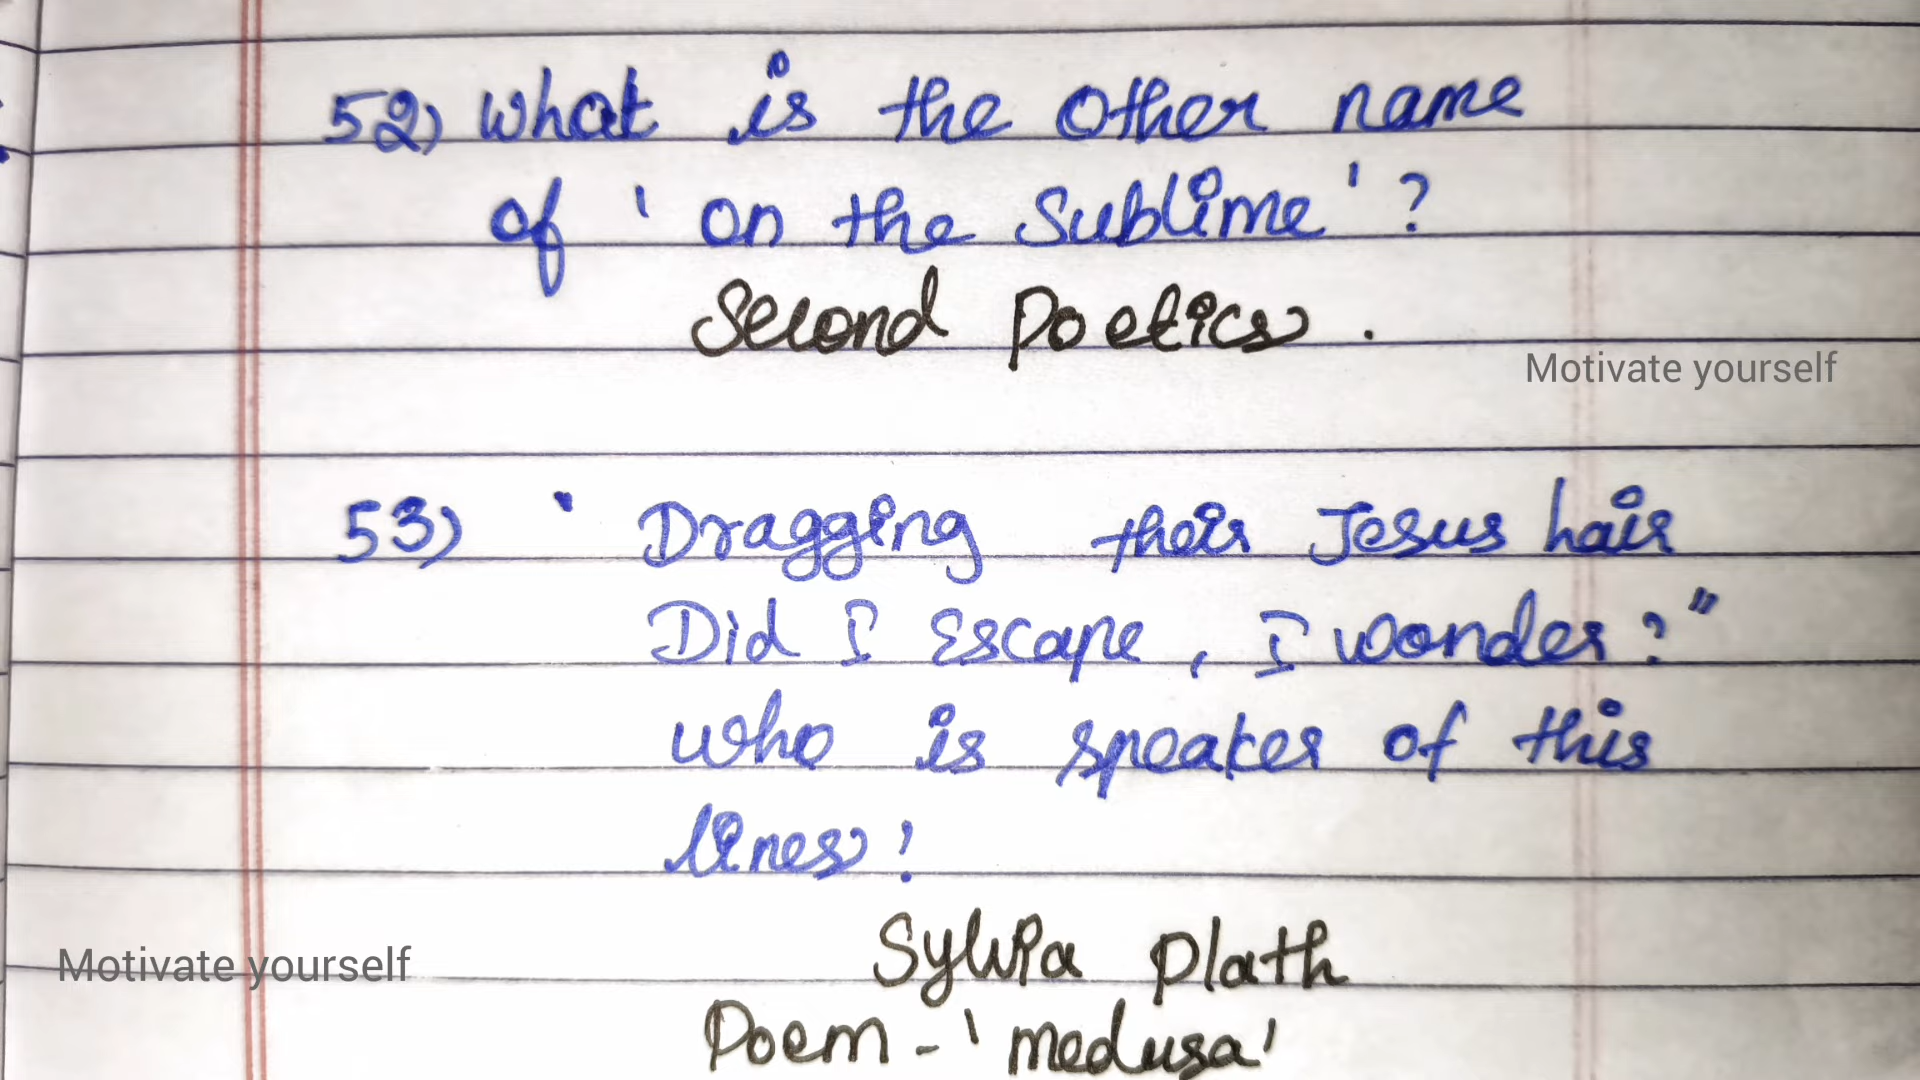 52) What is the Other name
of ' on the Sublime ' ?
Second Poetics .
Motivate yourself
53) ' Dragging their Jesus hair
Did I Escape , I wonder ? "
who is speaker of this
lines ?
Sylvia Plath
Motivate yourself
Poem - ' medusa '